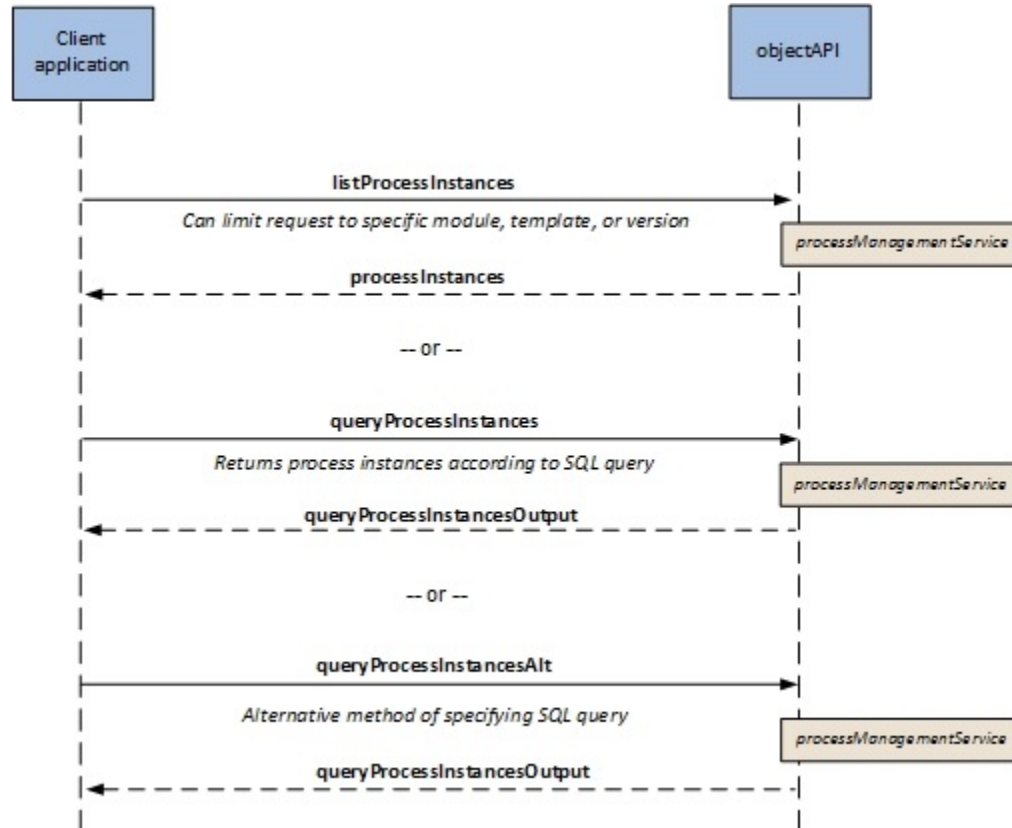 Client
application
objectAPI
listProcessInstances
Can limit request to specific module, template, or version
processManagementService
processInstances
-- or --
queryProcessInstances
Returns process instances according to SQL query
processManagementService
queryProcessInstancesOutput
-- or --
queryProcessInstancesAlt
Alternative method of specifying SQL query
processManagementService
queryProcessInstancesOutput